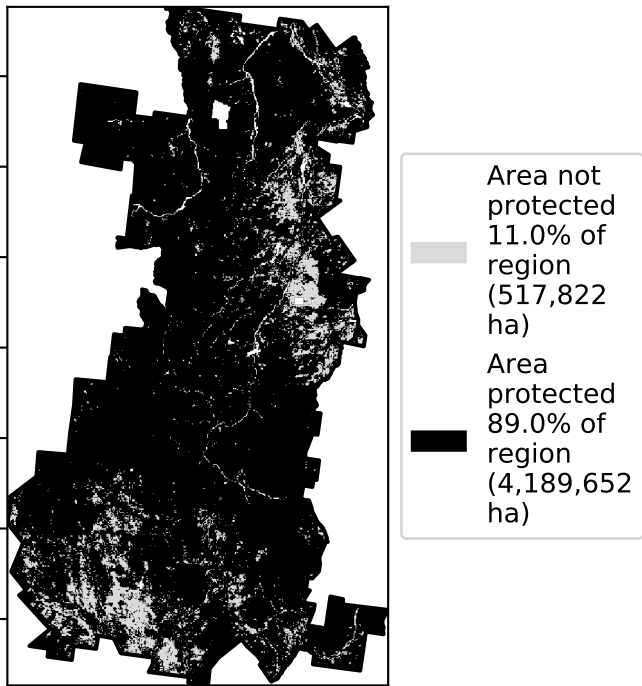 Area not
protected
11.0% of
region
(517,822
ha)
Area
protected
89.0% of
region
(4,189,652
ha)